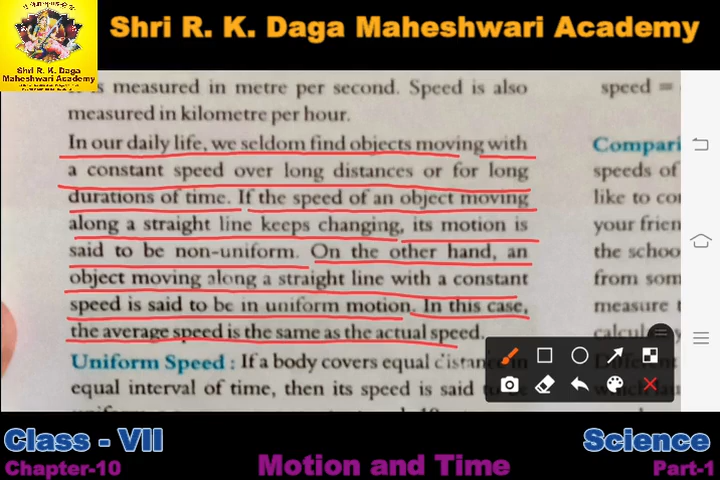 Shri R. K. Daga Maheshwari Academy
Shri R. K. Daga
Maheshwari Academy
is measured in metre per second. Speed is also
measured in kilometre per hour.
In our daily life, we seldom find objects moving with
a constant speed over long distances or for long
durations of time. If the speed of an object moving
along a straight line keeps changing, its motion is
said to be non-uniform. On the other hand, an
object moving along a straight line with a constant
speed is said to be in uniform motion. In this case,
the average speed is the same as the actual speed.
Uniform Speed : If a body covers equal distance in
equal interval of time, then its speed is said to be
speed =
Compari
speeds of
like to
your frien
the schoo
from som
measure
Class - VII
Science
Chapter-10
Motion and Time
Part-1